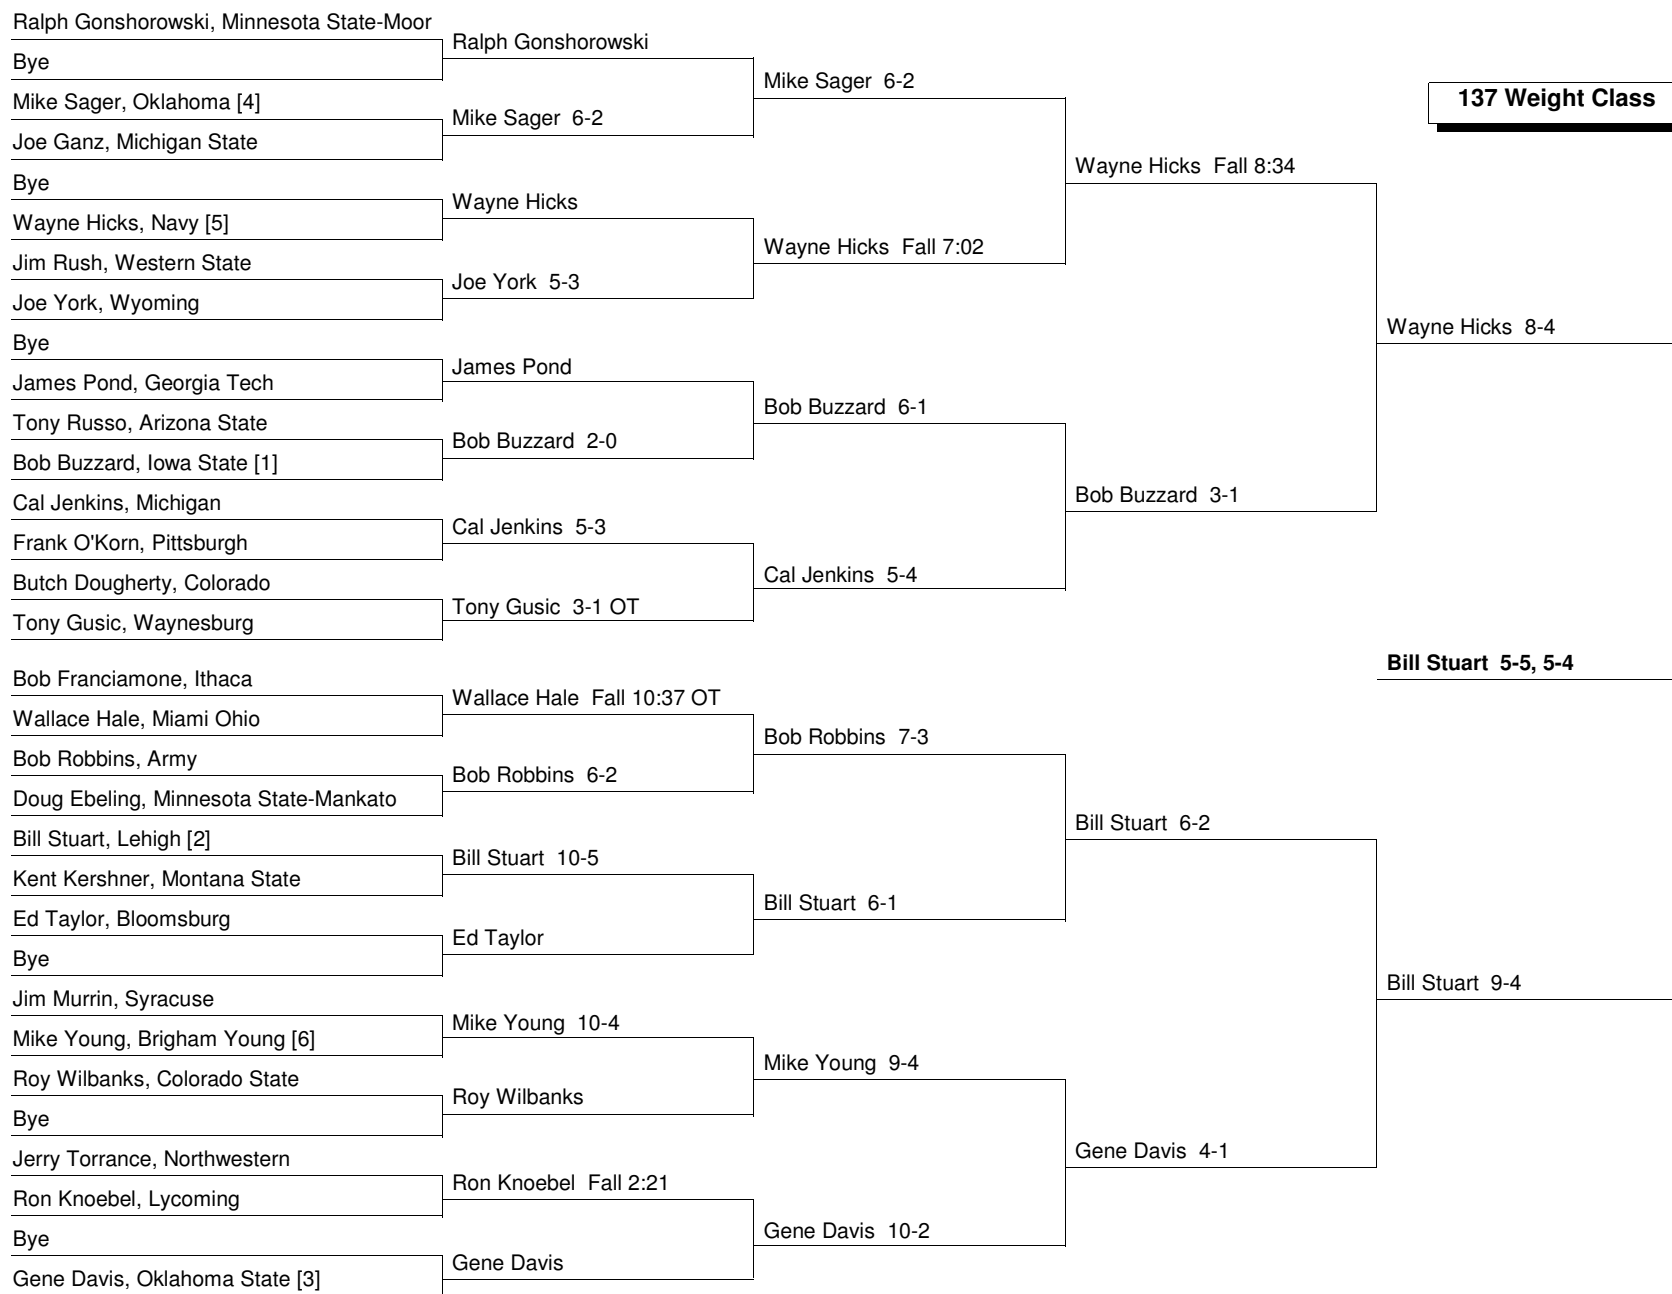 Ralph Gonshorowski, Minnesota State-Moor
Bye
Mike Sager, Oklahoma [4]
Joe Ganz, Michigan State
Bye
Wayne Hicks, Navy [5]
Jim Rush, Western State
Joe York, Wyoming
Bye
James Pond, Georgia Tech
Tony Russo, Arizona State
Bob Buzzard, Iowa State [1]
Cal Jenkins, Michigan
Frank O'Korn, Pittsburgh
Butch Dougherty, Colorado
Tony Gusic, Waynesburg
Bob Franciamone, Ithaca
Wallace Hale, Miami Ohio
Bob Robbins, Army
Doug Ebeling, Minnesota State-Mankato
Bill Stuart, Lehigh [2]
Kent Kershner, Montana State
Ed Taylor, Bloomsburg
Bye
Jim Murrin, Syracuse
Mike Young, Brigham Young [6]
Roy Wilbanks, Colorado State
Bye
Jerry Torrance, Northwestern
Ron Knoebel, Lycoming
Bye
Gene Davis, Oklahoma State [3]
Ralph Gonshorowski
Mike Sager 6-2
Wayne Hicks
Joe York 5-3
James Pond
Bob Buzzard 2-0
Cal Jenkins 5-3
Tony Gusic 3-1 OT
Wallace Hale Fall 10:37 OT
Bob Robbins 6-2
Bill Stuart 10-5
Ed Taylor
Mike Young 10-4
Roy Wilbanks
Ron Knoebel Fall 2:21
Gene Davis
Mike Sager 6-2
Wayne Hicks Fall 7:02
Bob Buzzard 6-1
Cal Jenkins 5-4
Bob Robbins 7-3
Bill Stuart 6-1
Mike Young 9-4
Gene Davis 10-2
Wayne Hicks Fall 8:34
Bob Buzzard 3-1
Bill Stuart 6-2
Gene Davis 4-1
137 Weight Class
Wayne Hicks 8-4
Bill Stuart 5-5, 5-4
Bill Stuart 9-4